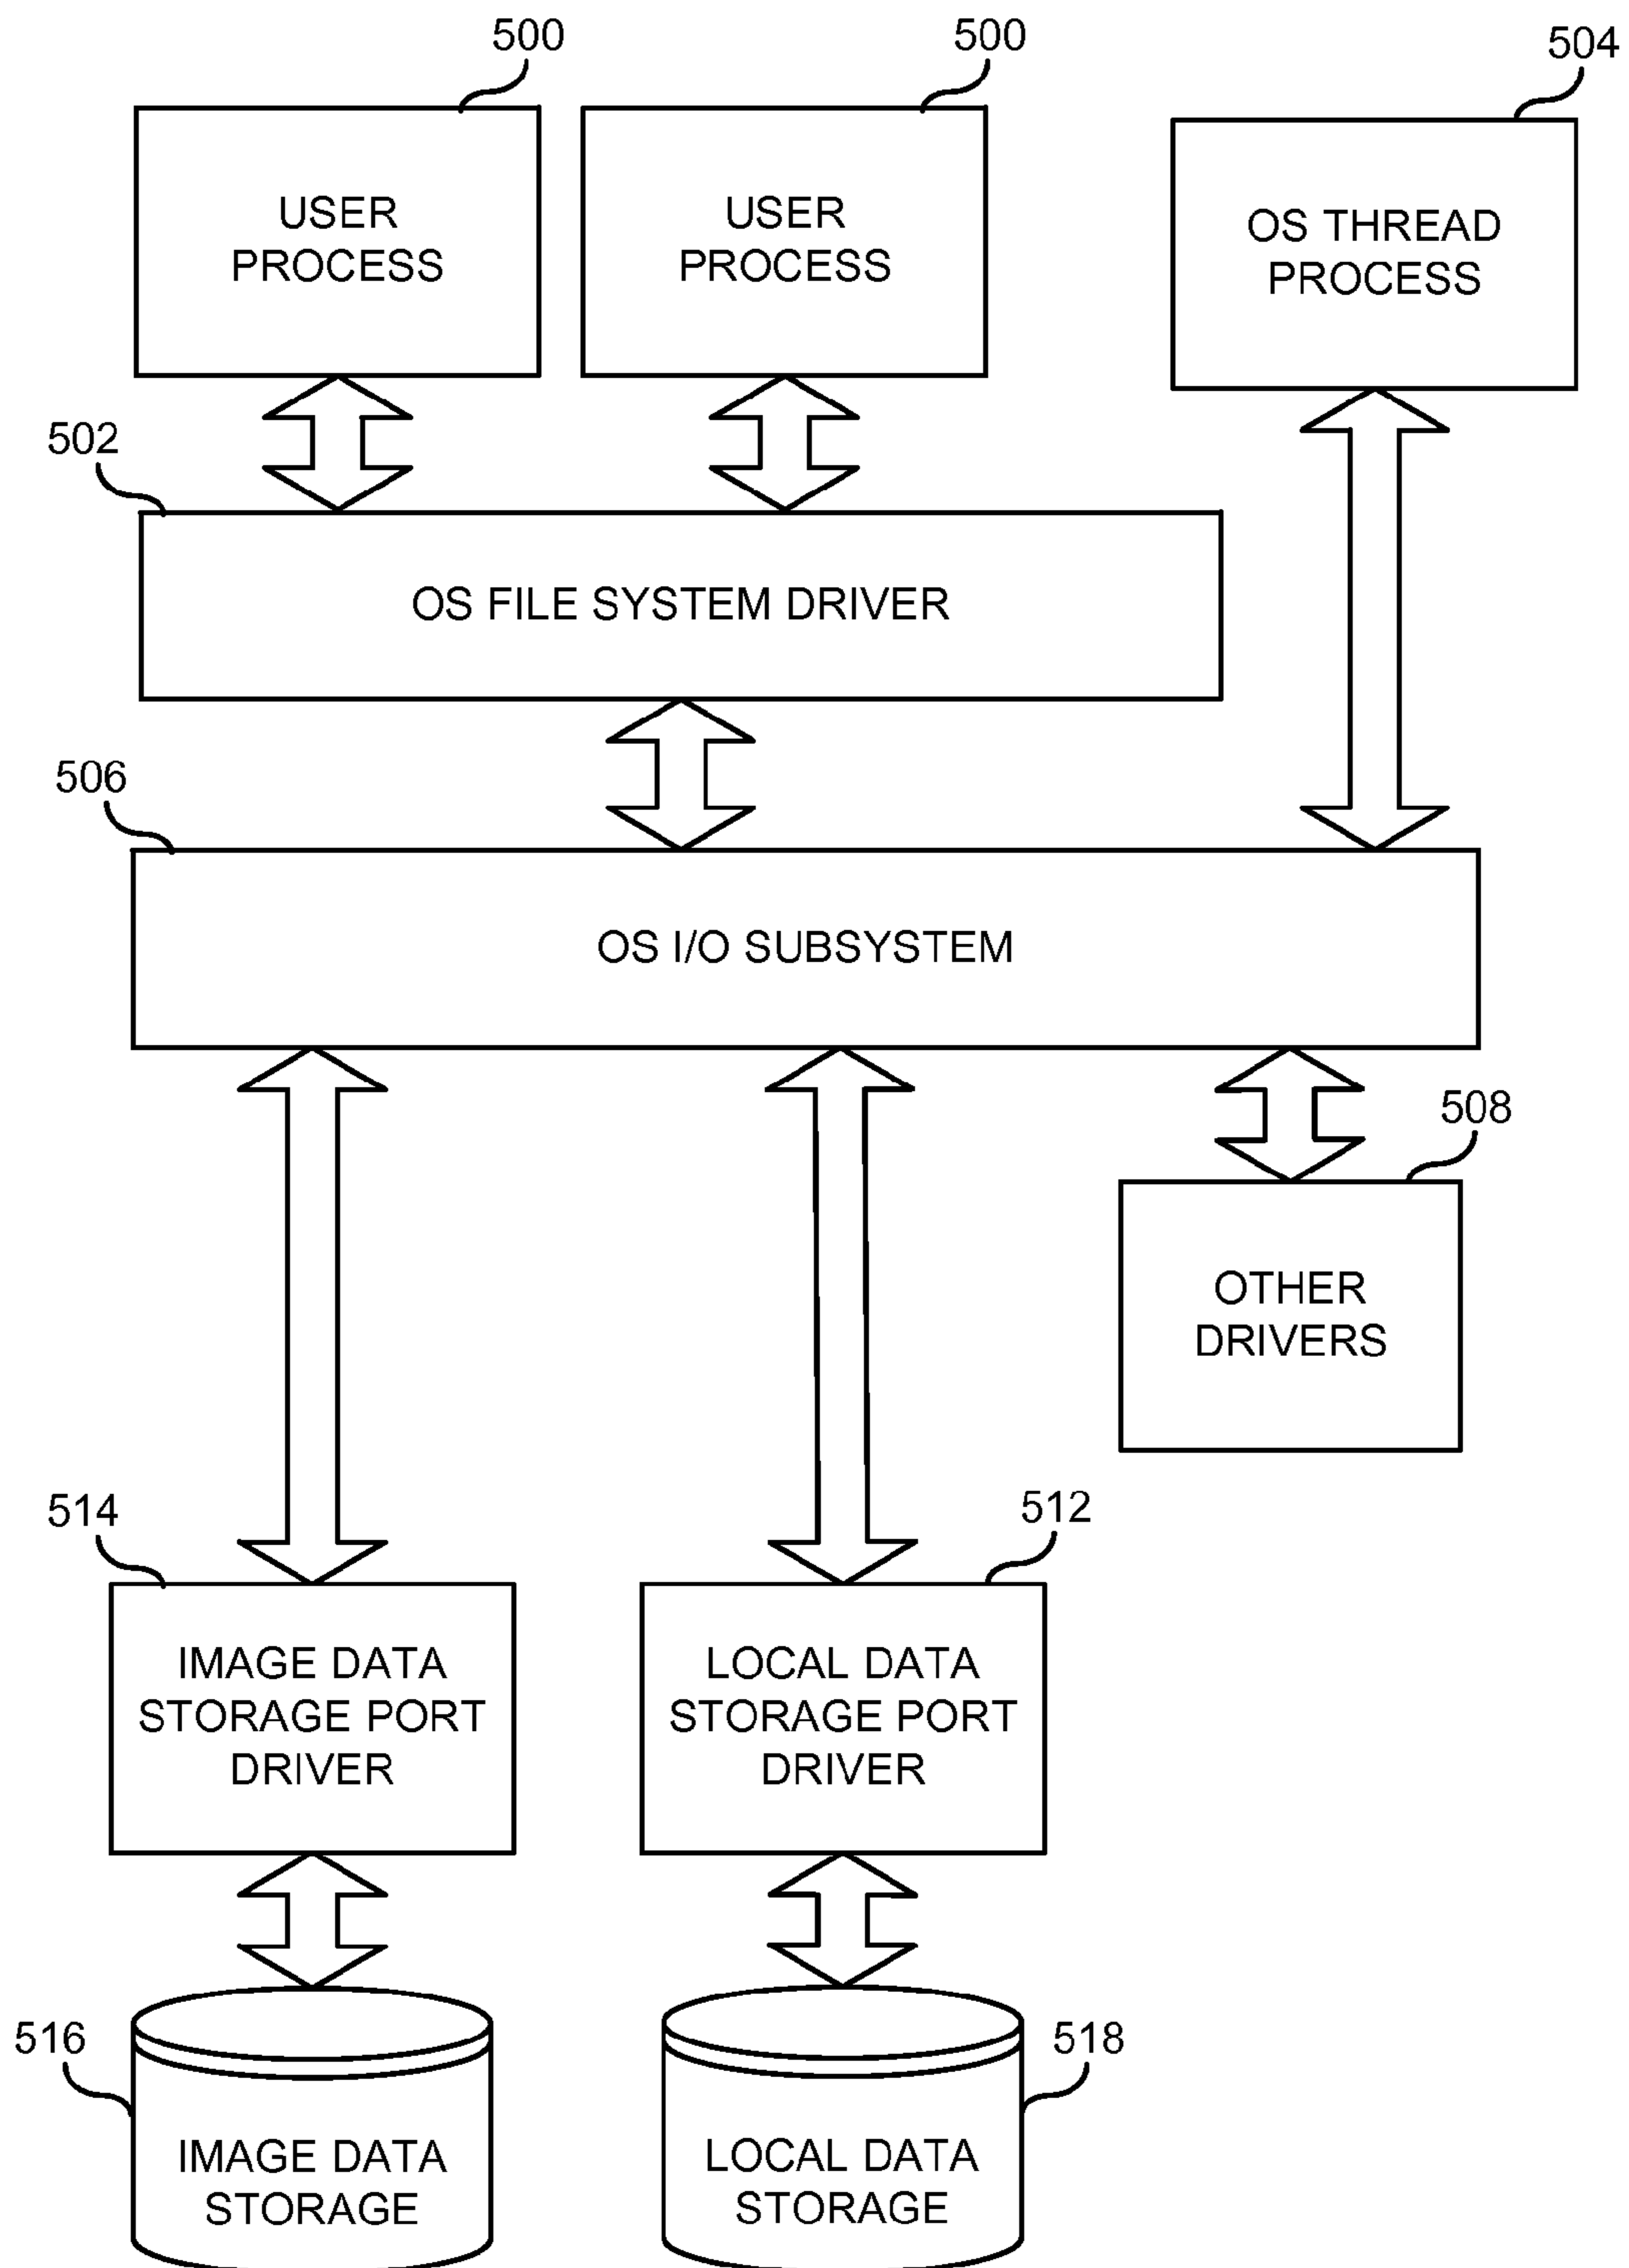 500
500
504
USER
PROCESS
USER
PROCESS
OS THREAD
PROCESS
502
OS FILE SYSTEM DRIVER
506
OS I/O SUBSYSTEM
508
OTHER
DRIVERS
514
512
IMAGE DATA
STORAGE PORT
DRIVER
LOCAL DATA
STORAGE PORT
DRIVER
516
518
IMAGE DATA
STORAGE
LOCAL DATA
STORAGE